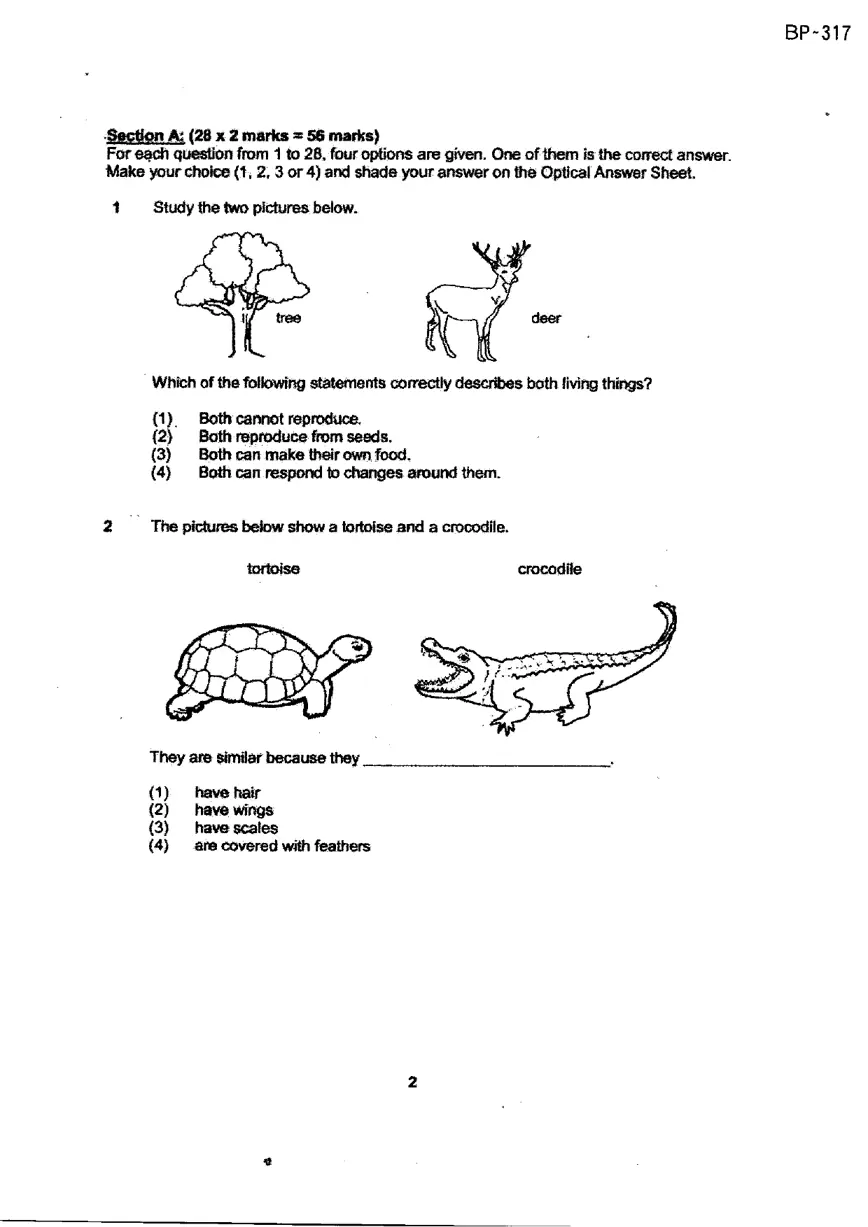 BP-317
Section A: (28 x 2 marks = 56 marks)
For each question from 1 to 28, four options are given. One of them is the correct answer.
Make your choice (1, 2, 3 or 4) and shade your answer on the Optical Answer Sheet.
1 Study the two pictures below.
tree
deer
Which of the following statements correctly describes both living things?
(1) Both cannot reproduce.
(2) Both reproduce from seeds.
(3) Both can make their own food.
(4) Both can respond to changes around them.
2 The pictures below show a tortoise and a crocodile.
tortoise crocodile
They are similar because they ______________________________.
(1) have hair
(2) have wings
(3) have scales
(4) are covered with feathers
2